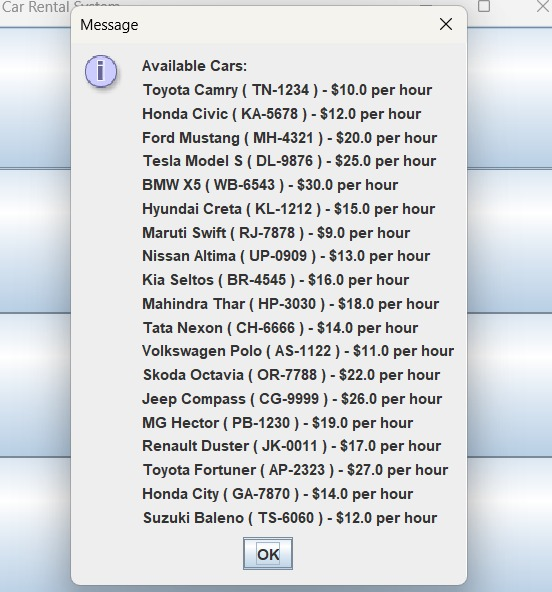 Car Rental System
Message
Available Cars:
Toyota Camry ( TN-1234 ) - $10.0 per hour
Honda Civic ( KA-5678 ) - $12.0 per hour
Ford Mustang ( MH-4321 ) - $20.0 per hour
Tesla Model S ( DL-9876 ) - $25.0 per hour
BMW X5 ( WB-6543 ) - $30.0 per hour
Hyundai Creta ( KL-1212 ) - $15.0 per hour
Maruti Swift ( RJ-7878 ) - $9.0 per hour
Nissan Altima ( UP-0909 ) - $13.0 per hour
Kia Seltos ( BR-4545 ) - $16.0 per hour
Mahindra Thar ( HP-3030 ) - $18.0 per hour
Tata Nexon ( CH-6666 ) - $14.0 per hour
Volkswagen Polo ( AS-1122 ) - $11.0 per hour
Skoda Octavia ( OR-7788 ) - $22.0 per hour
Jeep Compass ( CG-9999 ) - $26.0 per hour
MG Hector ( PB-1230 ) - $19.0 per hour
Renault Duster ( JK-0011 ) - $17.0 per hour
Toyota Fortuner ( AP-2323 ) - $27.0 per hour
Honda City ( GA-7870 ) - $14.0 per hour
Suzuki Baleno ( TS-6060 ) - $12.0 per hour
OK